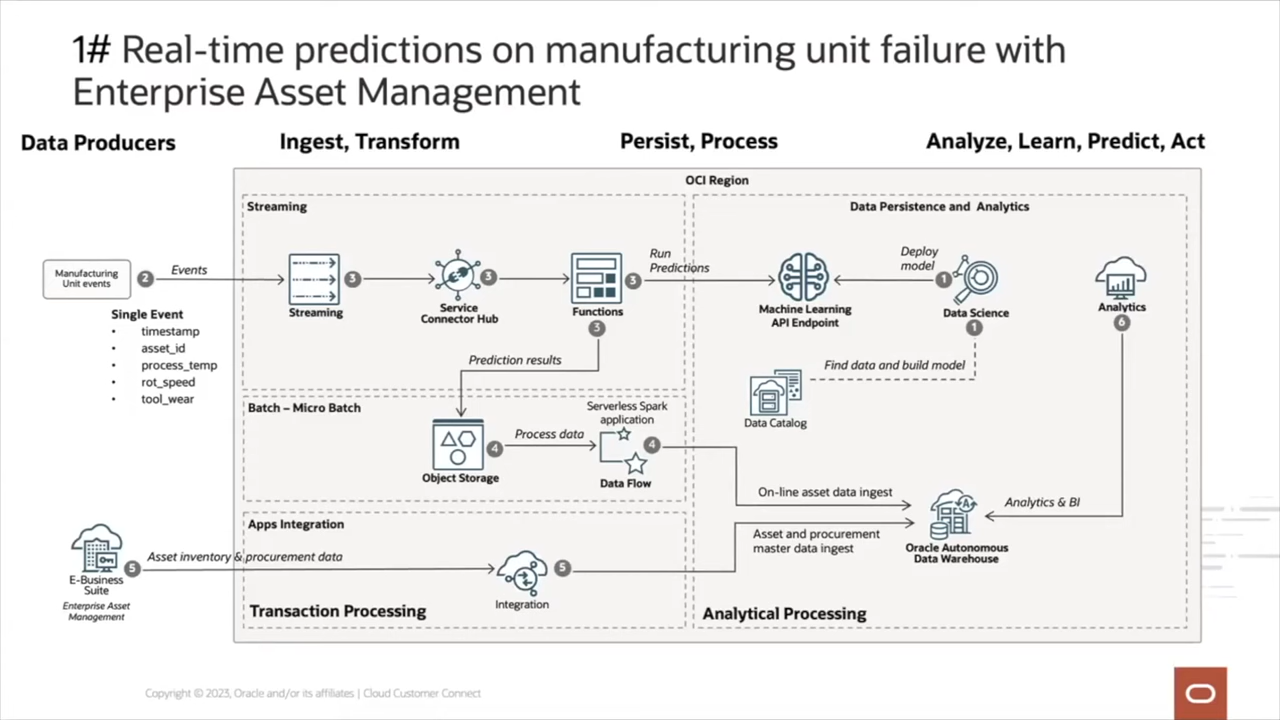 1# Real-time predictions on manufacturing unit failure with
Enterprise Asset Management
Data Producers
Ingest, Transform
Persist, Process
Analyze, Learn, Predict, Act
OCI Region
Streaming
Data Persistence and Analytics
Manufacturing
Unit events
2
Events
Streaming
3
Service
Connector Hub
3
Functions
3
3
Run
Predictions
Machine Learning
API Endpoint
Deploy
model
1
Data Science
1
Analytics
6
Single Event
• timestamp
• asset_id
• process_temp
• rot_speed
• tool_wear
Prediction results
Find data and build model
Data Catalog
Batch – Micro Batch
Object Storage
4
Process data
Serverless Spark
application
4
Data Flow
On-line asset data ingest
Analytics & BI
Asset and procurement
master data ingest
Oracle Autonomous
Data Warehouse
Apps Integration
E-Business
Suite
Enterprise Asset
Management
5
Asset inventory & procurement data
Integration
5
Transaction Processing
Analytical Processing
Copyright © 2023, Oracle and/or its affiliates | Cloud Customer Connect